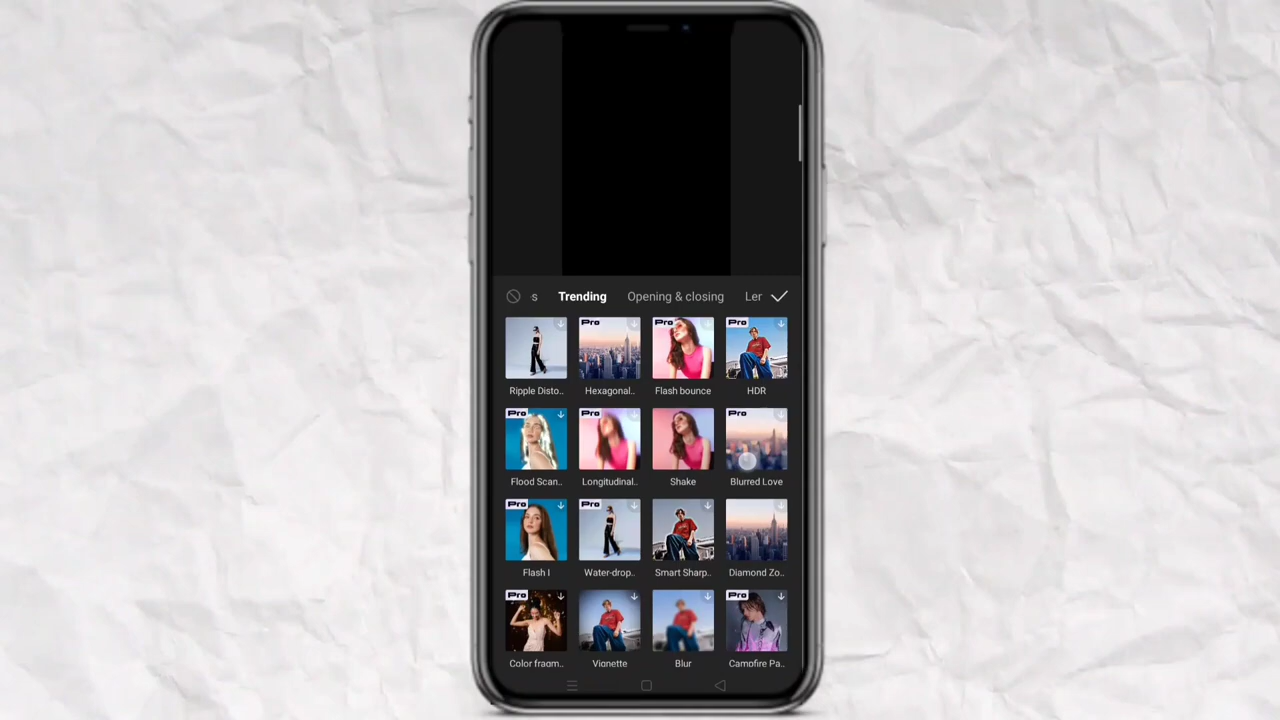 s Trending Opening & closing Ler
Pro Pro Pro
Ripple Disto.. Hexagonal.. Flash bounce HDR
Pro Pro Pro
Flood Scan.. Longitudinal.. Shake Blurred Love
Pro Pro
Flash I Water-drop.. Smart Sharp.. Diamond Zo..
Pro Pro
Color fragm.. Vignette Blur Campfire Pa..